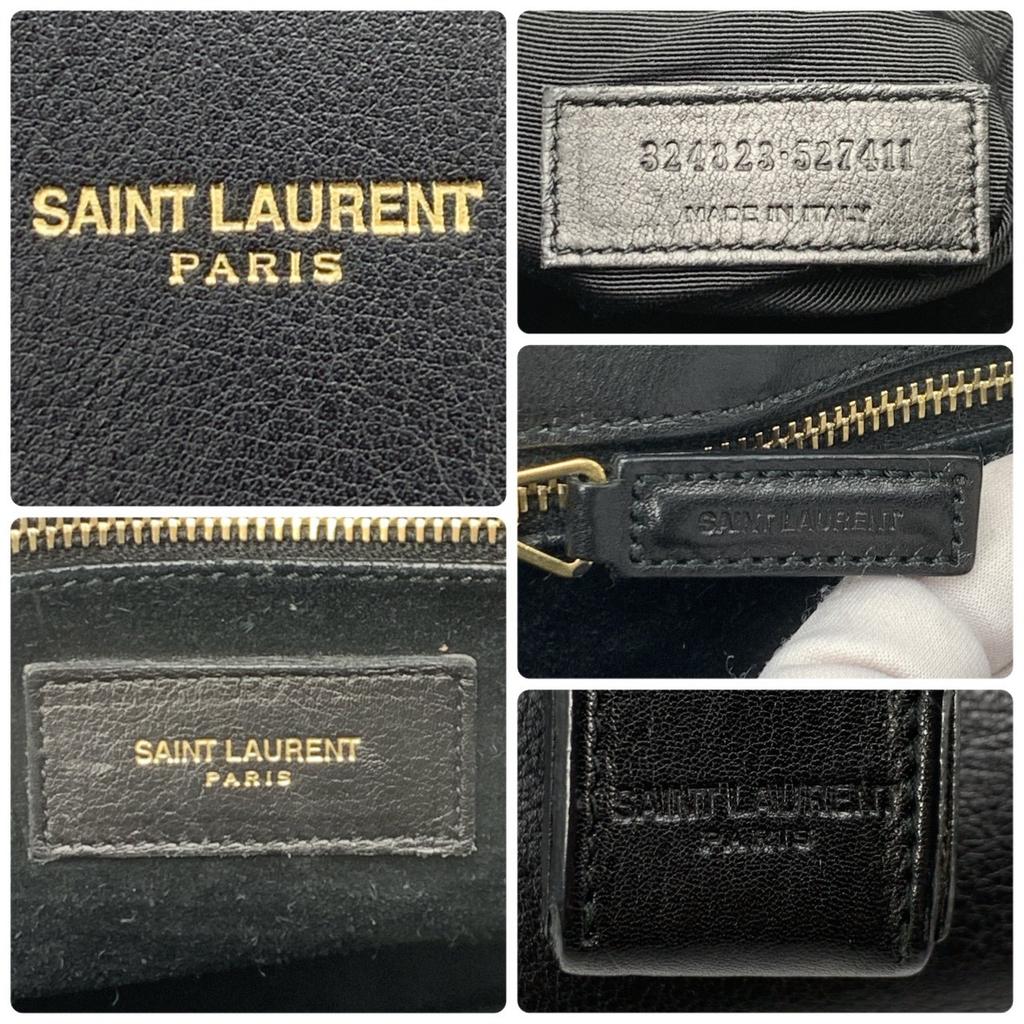 SAINT LAURENT
PARIS
324823·527411
MADE IN ITALY
SAINT LAURENT
SAINT LAURENT
PARIS
SAINT LAURENT
PARIS